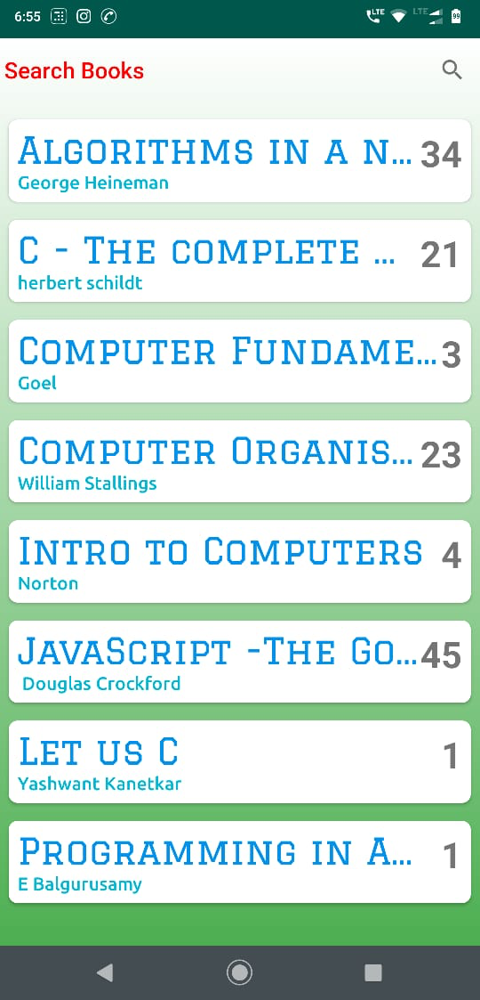 6:55 LTE LTE 99
Search Books
Algorithms in a n... 34
George Heineman
C - The complete ... 21
herbert schildt
Computer Fundame... 3
Goel
Computer Organis... 23
William Stallings
Intro to Computers 4
Norton
JavaScript -The Go... 45
Douglas Crockford
Let us C 1
Yashwant Kanetkar
Programming in A... 1
E Balgurusamy